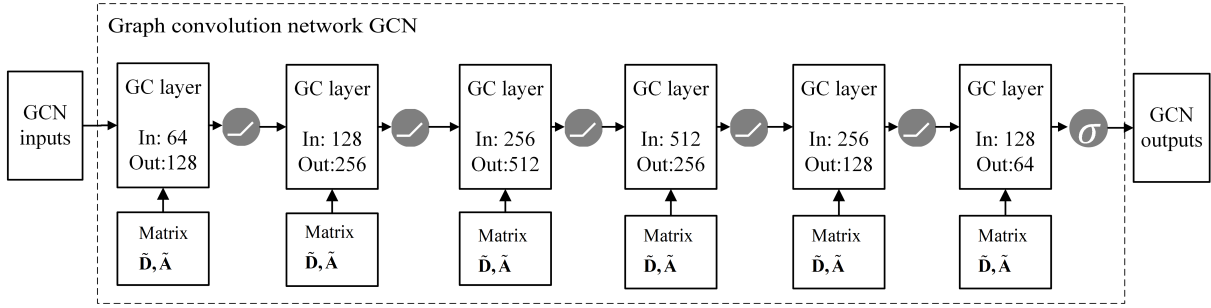 Graph convolution network GCN
GCN
inputs
GC layer
In: 64
Out:128
GC layer
In: 128
Out:256
GC layer
In: 256
Out:512
GC layer
In: 512
Out:256
GC layer
In: 256
Out:128
GC layer
In: 128
Out:64
σ
GCN
outputs
Matrix
D̃, Ã
Matrix
D̃, Ã
Matrix
D̃, Ã
Matrix
D̃, Ã
Matrix
D̃, Ã
Matrix
D̃, Ã